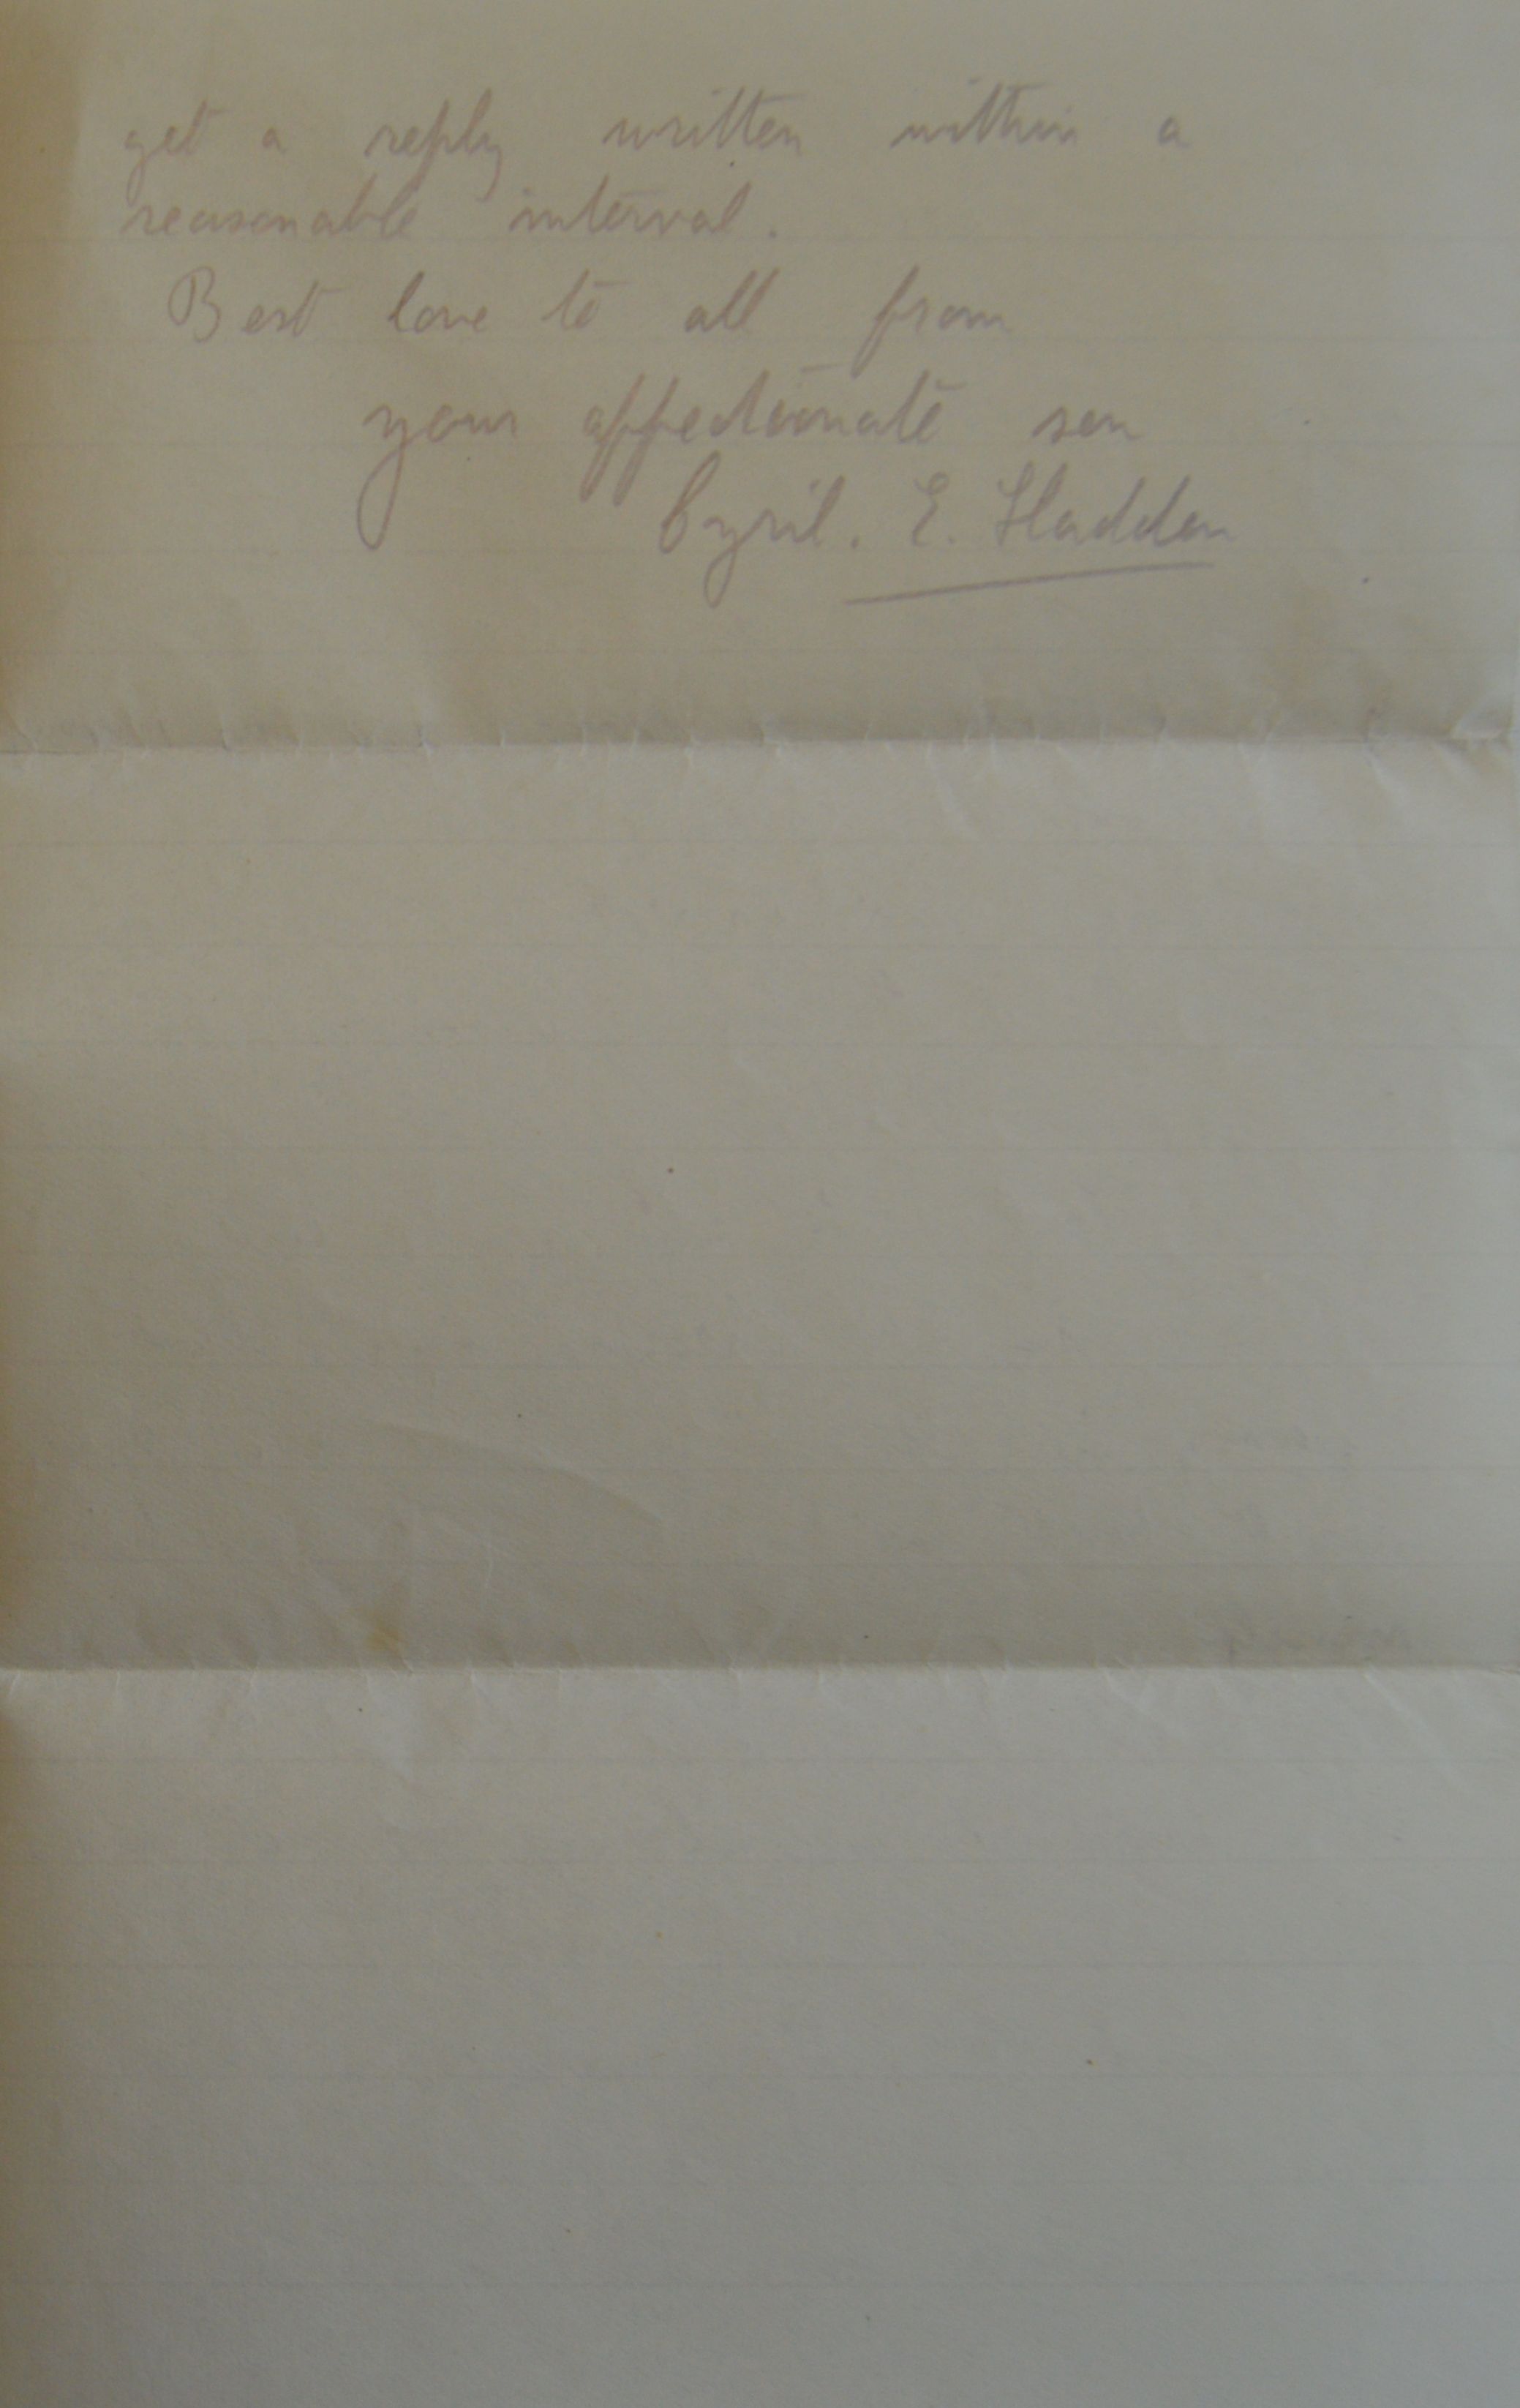 get a reply written within a
reasonable interval.
Best love to all from
your affectionate son
Cyril. E. Hadden